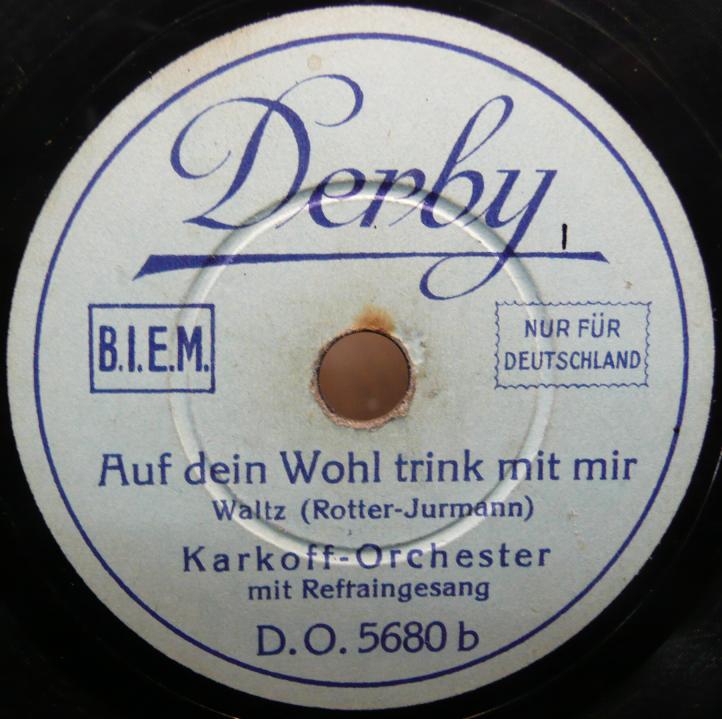 Derby
B.I.E.M.
NUR FÜR
DEUTSCHLAND
Auf dein Wohl trink mit mir
Waltz (Rotter-Jurmann)
Karkoff-Orchester
mit Refraingesang
D.O. 5680 b